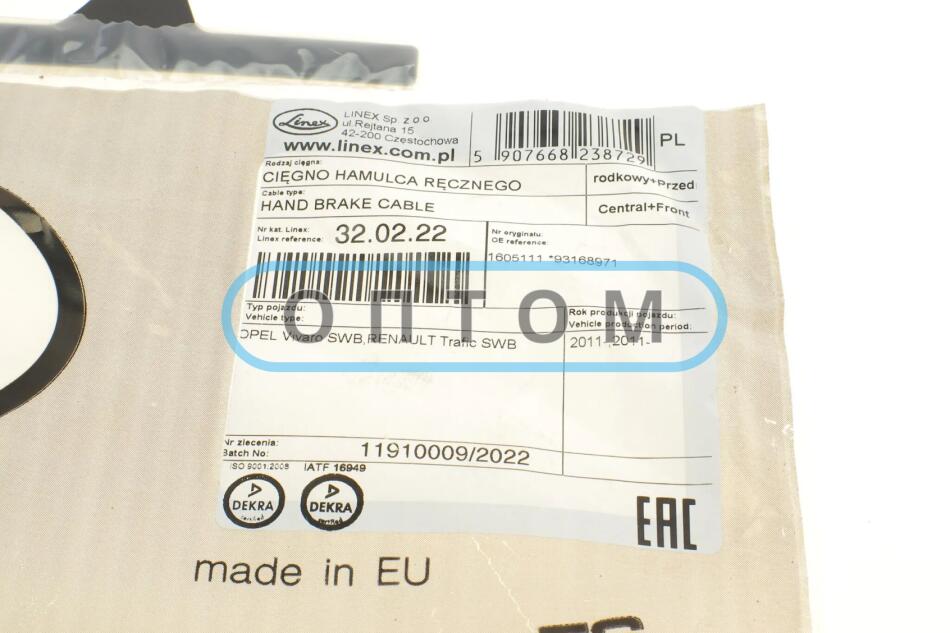 Linex
LINEX Sp. z o.o.
ul.Rejtana 15
42-200 Częstochowa
www.linex.com.pl
5 907668 238729
PL
Rodzaj cięgna:
CIĘGNO HAMULCA RĘCZNEGO
rodkowy+Przed
Cable type:
HAND BRAKE CABLE
Central+Front
Nr kat. Linex:
Linex reference:
32.02.22
Nr oryginału:
OE reference:
1605111 *93168971
ОПТОМ
Typ pojazdu:
Vehicle type:
OPEL Vivaro SWB,RENAULT Trafic SWB
Rok produkcji pojazdu:
Vehicle production period:
2011-,2011-
Nr zlecenia:
Batch No:
11910009/2022
ISO 9001:2008
IATF 16949
DEKRA
certified
DEKRA
certified
EAC
made in EU